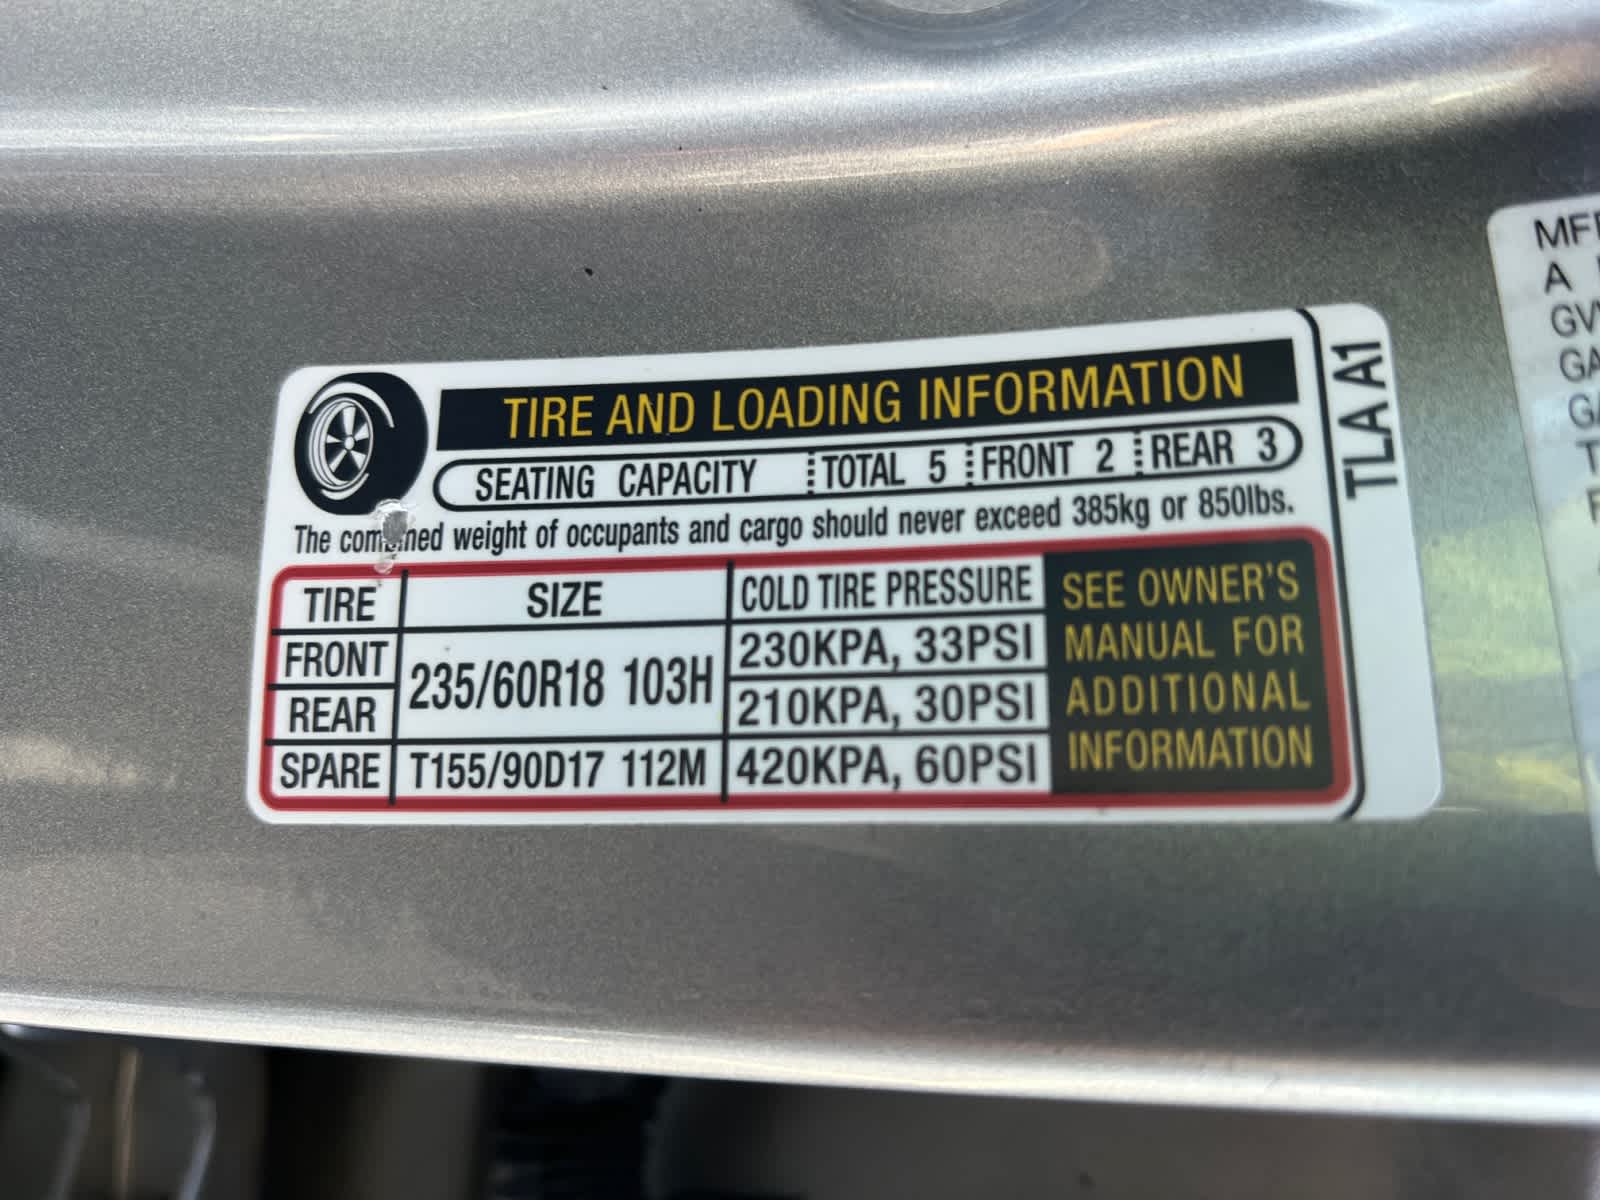 TIRE AND LOADING INFORMATION
SEATING CAPACITY TOTAL 5 FRONT 2 REAR 3
The combined weight of occupants and cargo should never exceed 385kg or 850lbs.
TIRE SIZE COLD TIRE PRESSURE
FRONT 235/60R18 103H 230KPA, 33PSI
REAR 210KPA, 30PSI
SPARE T155/90D17 112M 420KPA, 60PSI
SEE OWNER'S
MANUAL FOR
ADDITIONAL
INFORMATION
TLA A1
A